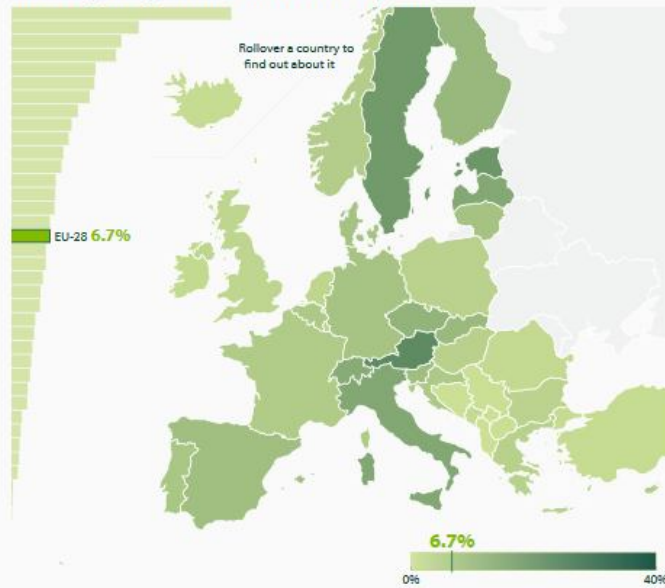 Rollover a country to
find out about it
EU-28 6.7%
6.7%
0%
40%